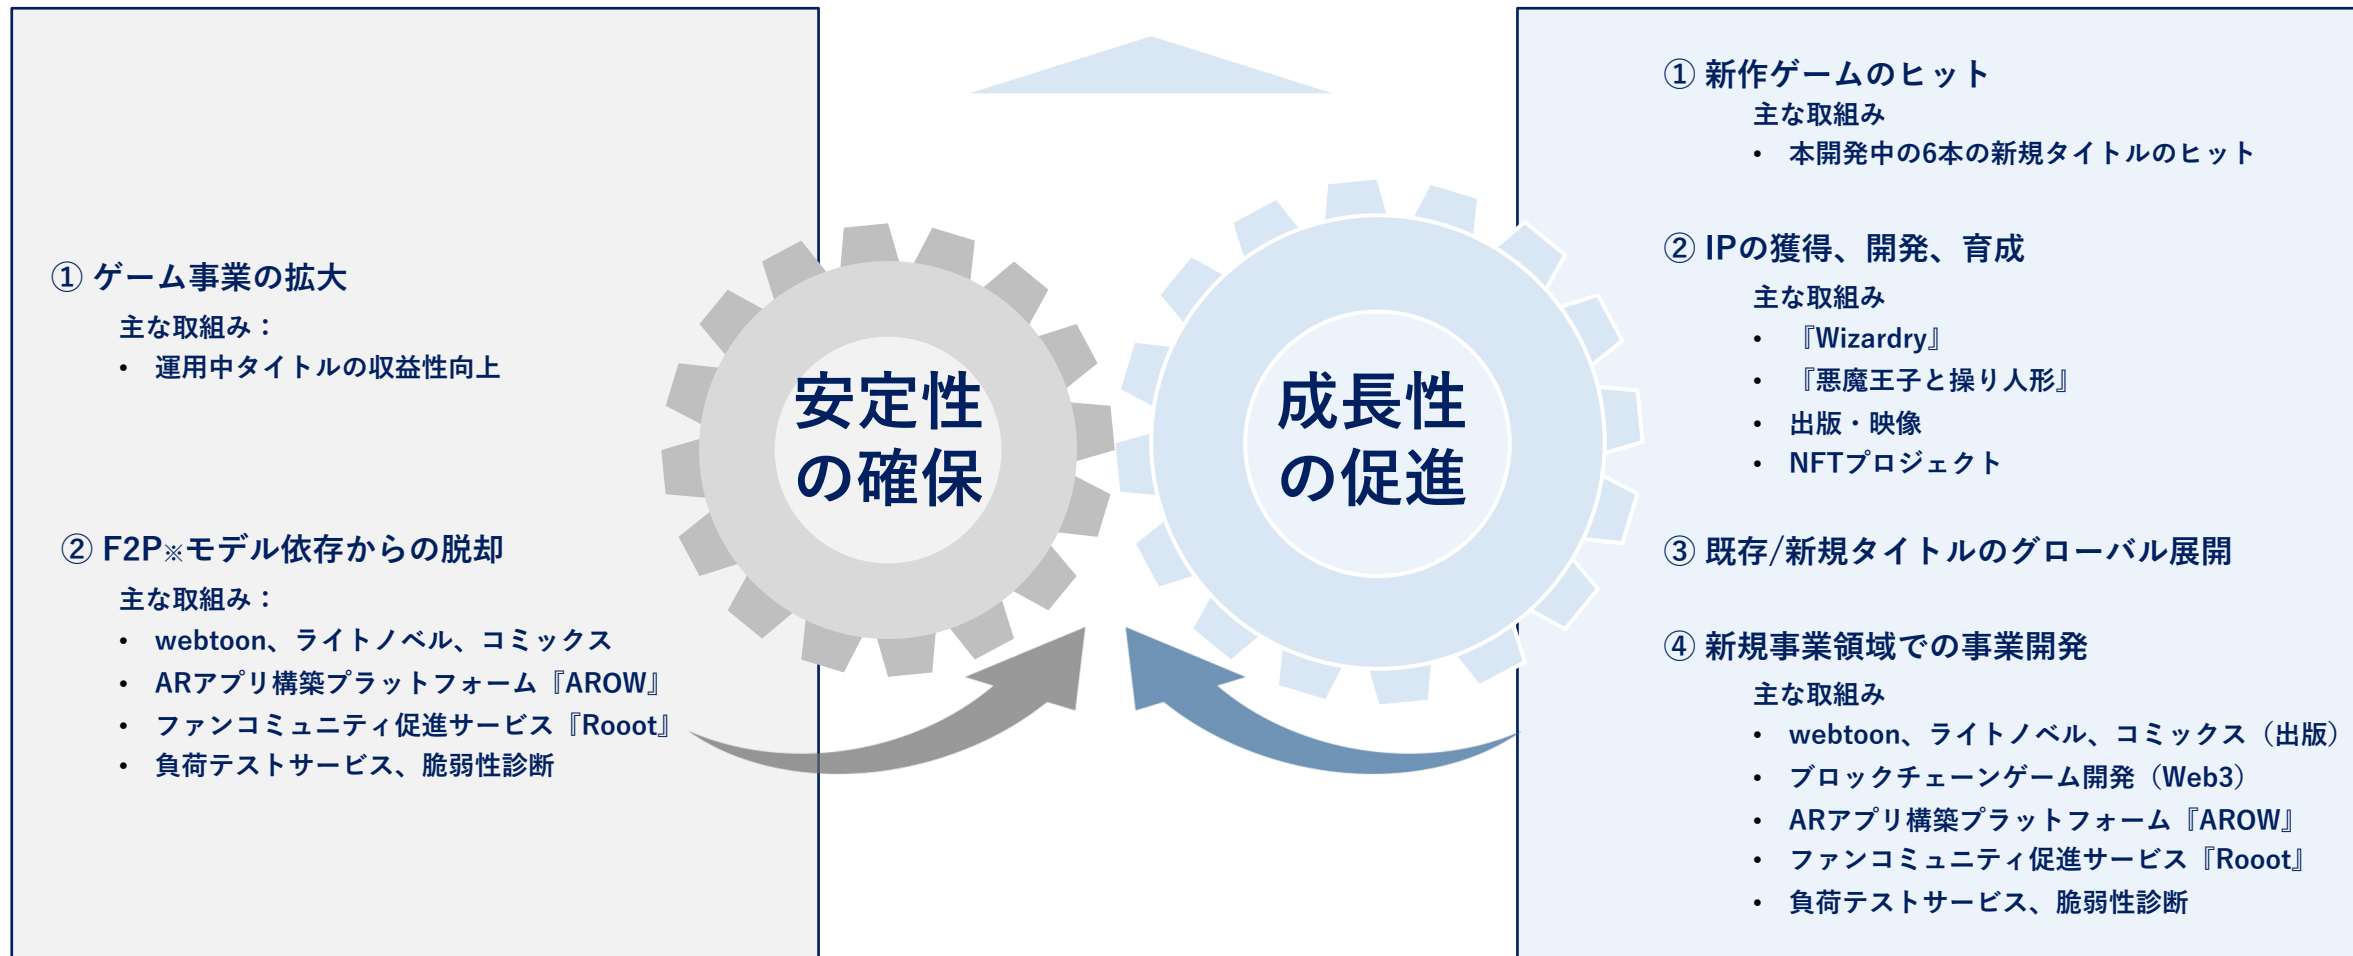 ① ゲーム事業の拡大
主な取組み：
• 運用中タイトルの収益性向上
② F2P※モデル依存からの脱却
主な取組み：
• webtoon、ライトノベル、コミックス
• ARアプリ構築プラットフォーム『AROW』
• ファンコミュニティ促進サービス『Rooot』
• 負荷テストサービス、脆弱性診断
安定性
の確保
成長性
の促進
① 新作ゲームのヒット
主な取組み
• 本開発中の6本の新規タイトルのヒット
② IPの獲得、開発、育成
主な取組み
• 『Wizardry』
• 『悪魔王子と操り人形』
• 出版・映像
• NFTプロジェクト
③ 既存/新規タイトルのグローバル展開
④ 新規事業領域での事業開発
主な取組み
• webtoon、ライトノベル、コミックス（出版）
• ブロックチェーンゲーム開発（Web3）
• ARアプリ構築プラットフォーム『AROW』
• ファンコミュニティ促進サービス『Rooot』
• 負荷テストサービス、脆弱性診断